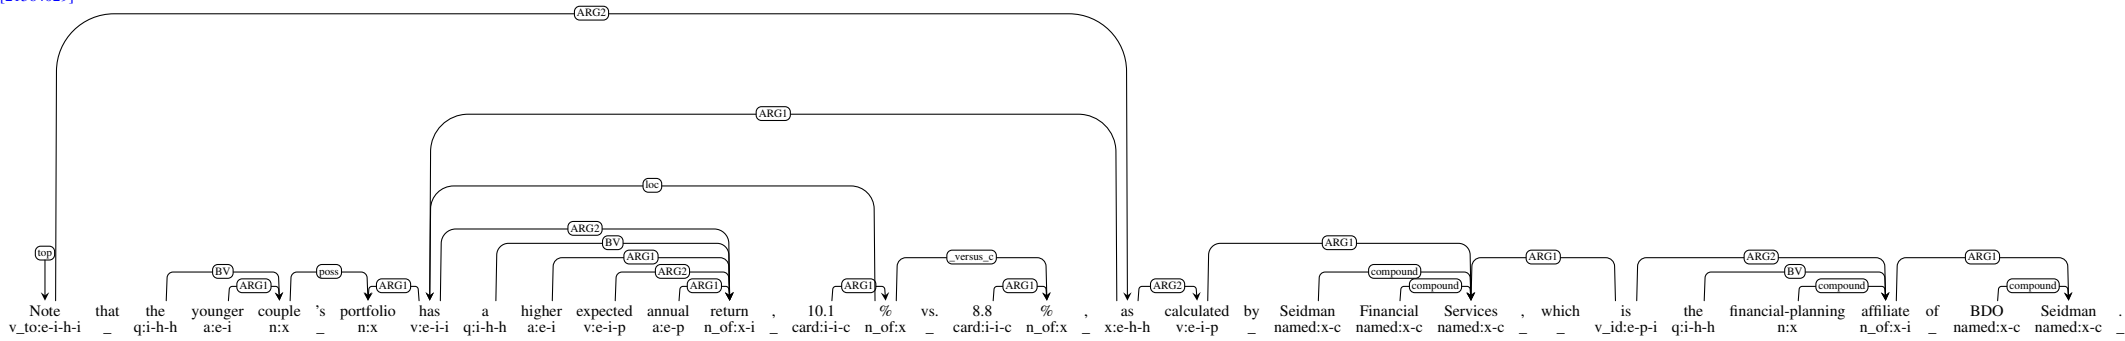 ARG2
ARG1
loc
ARG2
BV
top ARG1 _versus_c ARG1 ARG1 ARG2 ARG1
BV poss ARG2 compound BV
ARG1 ARG1 ARG1 ARG1 ARG1 ARG2 compound compound compound
Note that the younger couple 's portfolio has a higher expected annual return , 10.1 % vs. 8.8 % , as calculated by Seidman Financial Services , which is the financial-planning affiliate of BDO Seidman .
v_to:e-i-h-i _ q:i-h-h a:e-i n:x _ n:x v:e-i-i q:i-h-h a:e-i v:e-i-p a:e-p n_of:x-i _ card:i-i-c n_of:x _ card:i-i-c n_of:x _ x:e-h-h v:e-i-p _ named:x-c named:x-c named:x-c _ _ v_id:e-p-i q:i-h-h n:x n_of:x-i _ named:x-c named:x-c _